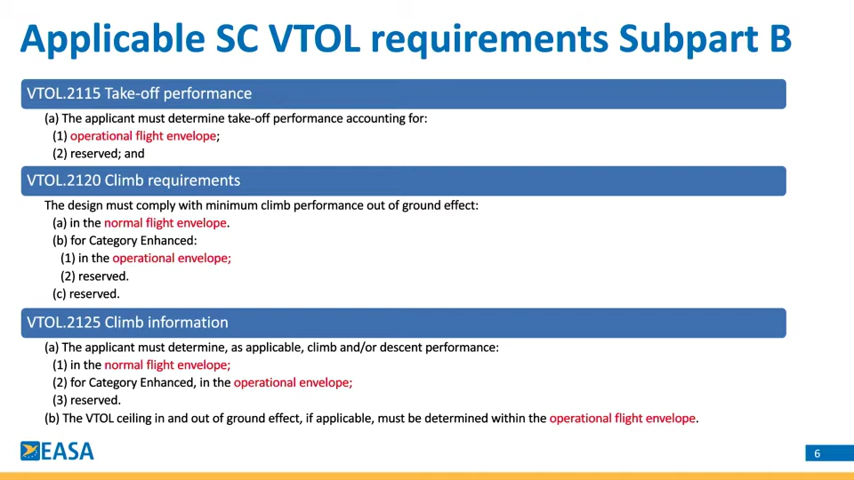 Applicable SC VTOL requirements Subpart B
VTOL.2115 Take-off performance
(a) The applicant must determine take-off performance accounting for:
(1) operational flight envelope;
(2) reserved; and
VTOL.2120 Climb requirements
The design must comply with minimum climb performance out of ground effect:
(a) in the normal flight envelope.
(b) for Category Enhanced:
(1) in the operational envelope;
(2) reserved.
(c) reserved.
VTOL.2125 Climb information
(a) The applicant must determine, as applicable, climb and/or descent performance:
(1) in the normal flight envelope;
(2) for Category Enhanced, in the operational envelope;
(3) reserved.
(b) The VTOL ceiling in and out of ground effect, if applicable, must be determined within the operational flight envelope.
EASA
6